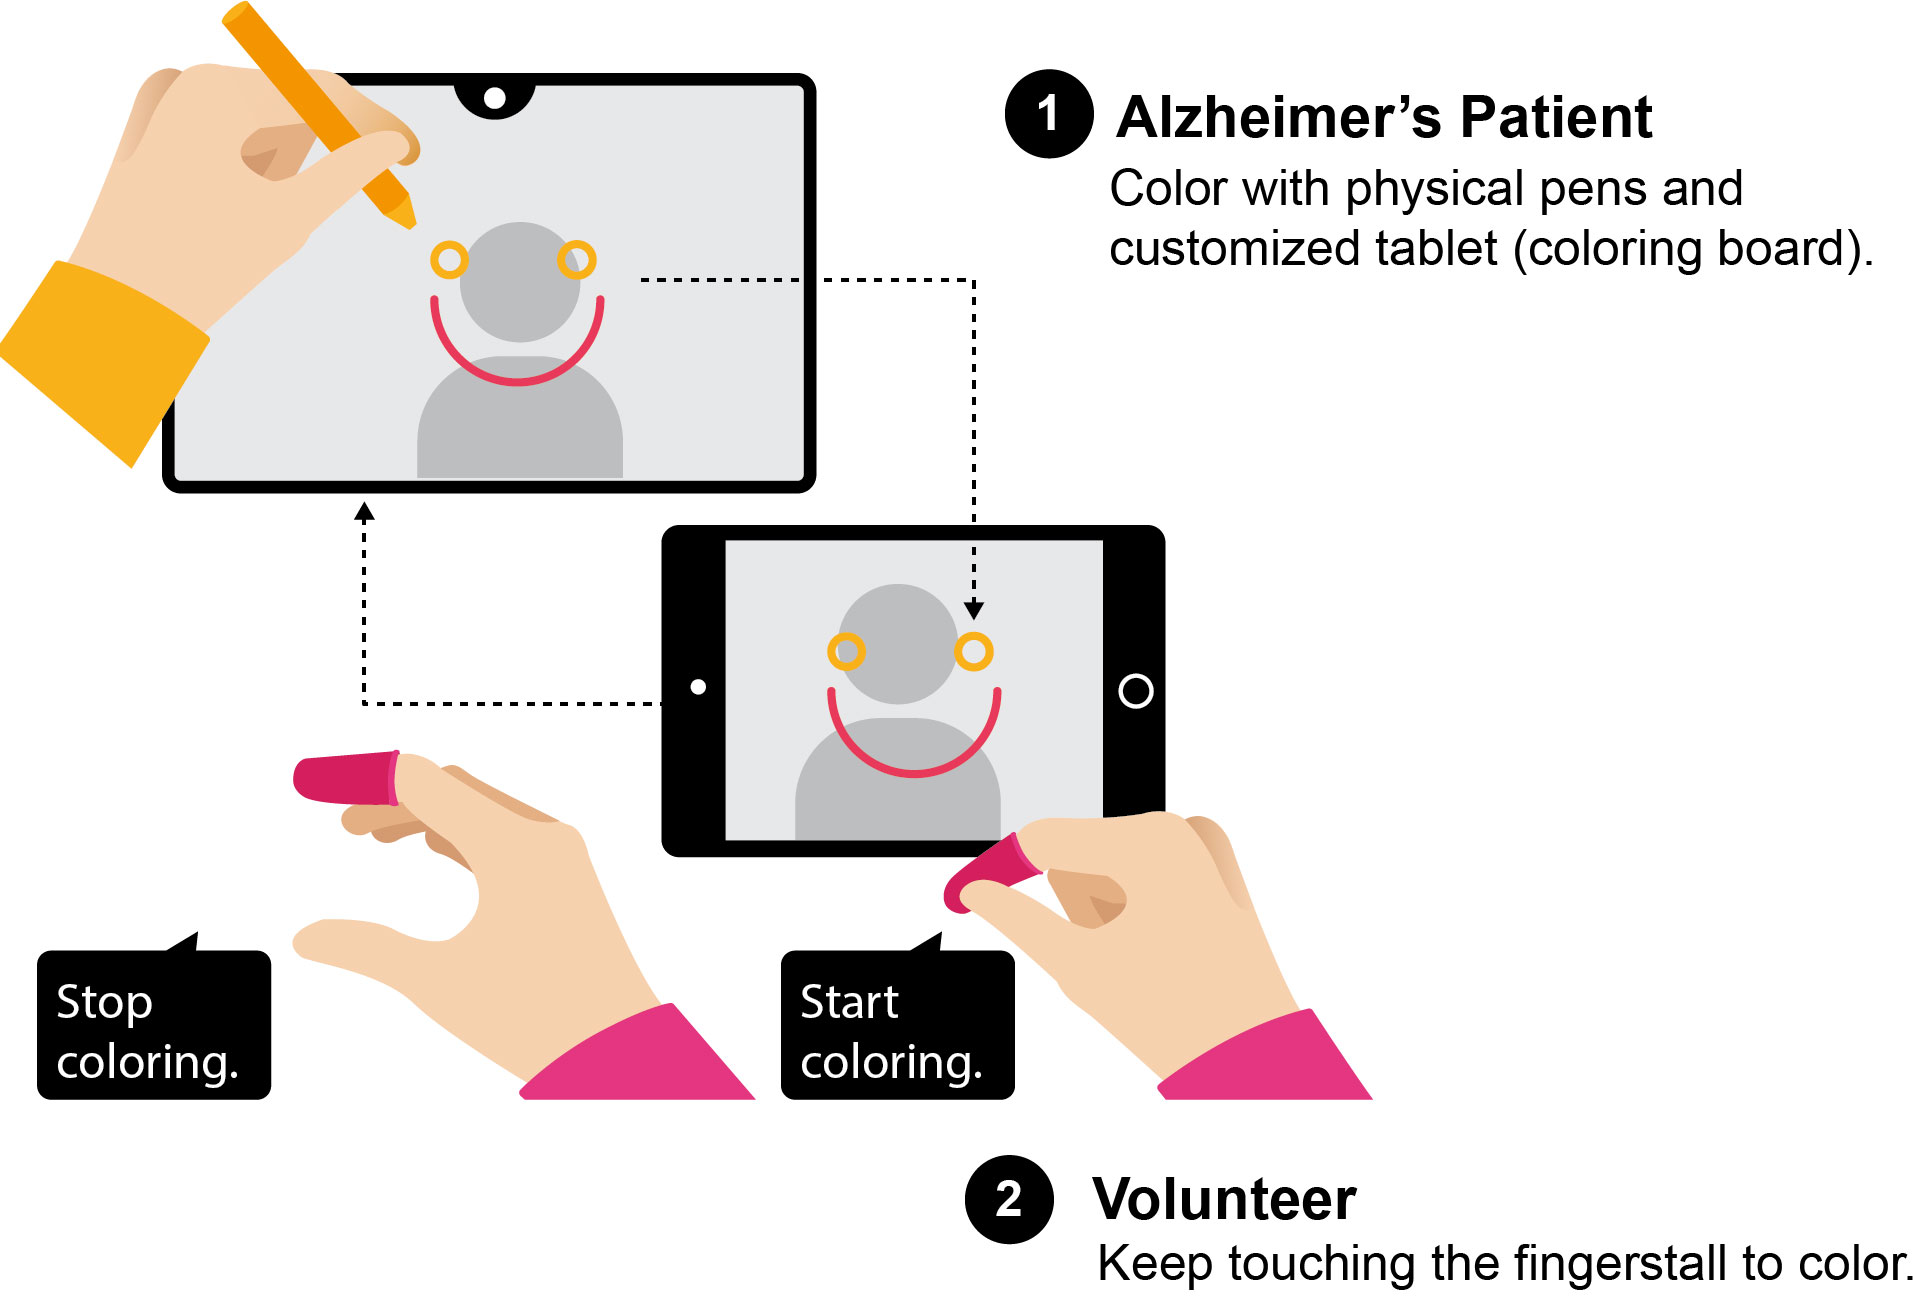 1 Alzheimer’s Patient
Color with physical pens and
customized tablet (coloring board).
Stop
coloring.
Start
coloring.
2 Volunteer
Keep touching the fingerstall to color.